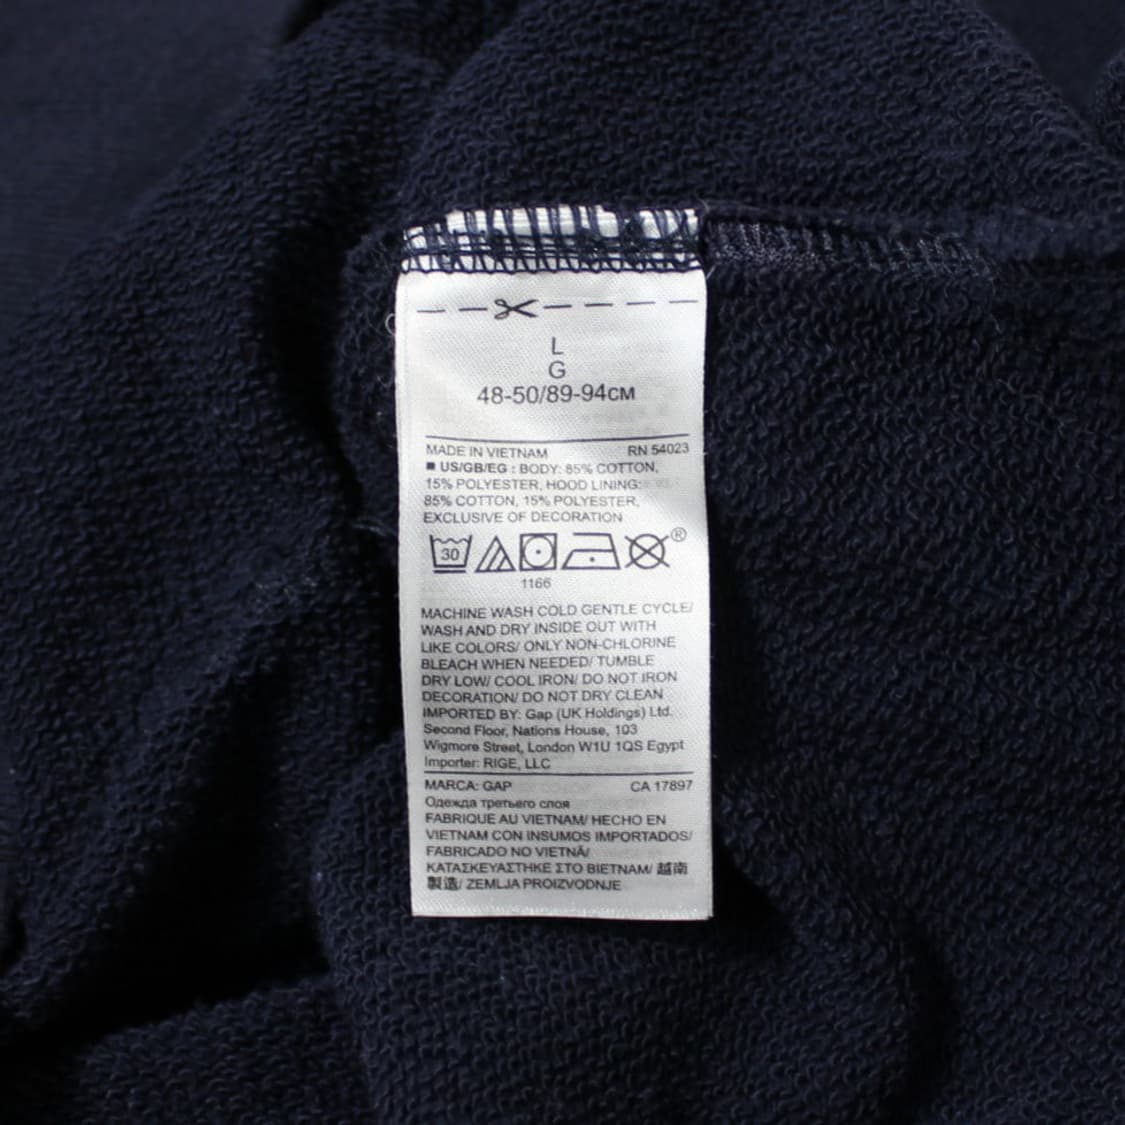 L
G
48-50/89-94см
MADE IN VIETNAM RN 54023
■ US/GB/EG : BODY: 85% COTTON,
15% POLYESTER, HOOD LINING:
85% COTTON, 15% POLYESTER,
EXCLUSIVE OF DECORATION
30 ®
1166
MACHINE WASH COLD GENTLE CYCLE/
WASH AND DRY INSIDE OUT WITH
LIKE COLORS/ ONLY NON-CHLORINE
BLEACH WHEN NEEDED/ TUMBLE
DRY LOW/ COOL IRON/ DO NOT IRON
DECORATION/ DO NOT DRY CLEAN
IMPORTED BY: Gap (UK Holdings) Ltd.
Second Floor, Nations House, 103
Wigmore Street, London W1U 1QS Egypt
Importer: RIGE, LLC
MARCA: GAP CA 17897
Одежда третьего слоя
FABRIQUE AU VIETNAM/ HECHO EN
VIETNAM CON INSUMOS IMPORTADOS/
FABRICADO NO VIETNÃ/
ΚΑΤΑΣΚΕΥΑΣΤΗΚΕ ΣΤΟ ΒΙΕΤΝΑΜ/ 越南
製造/ ZEMLJA PROIZVODNJE